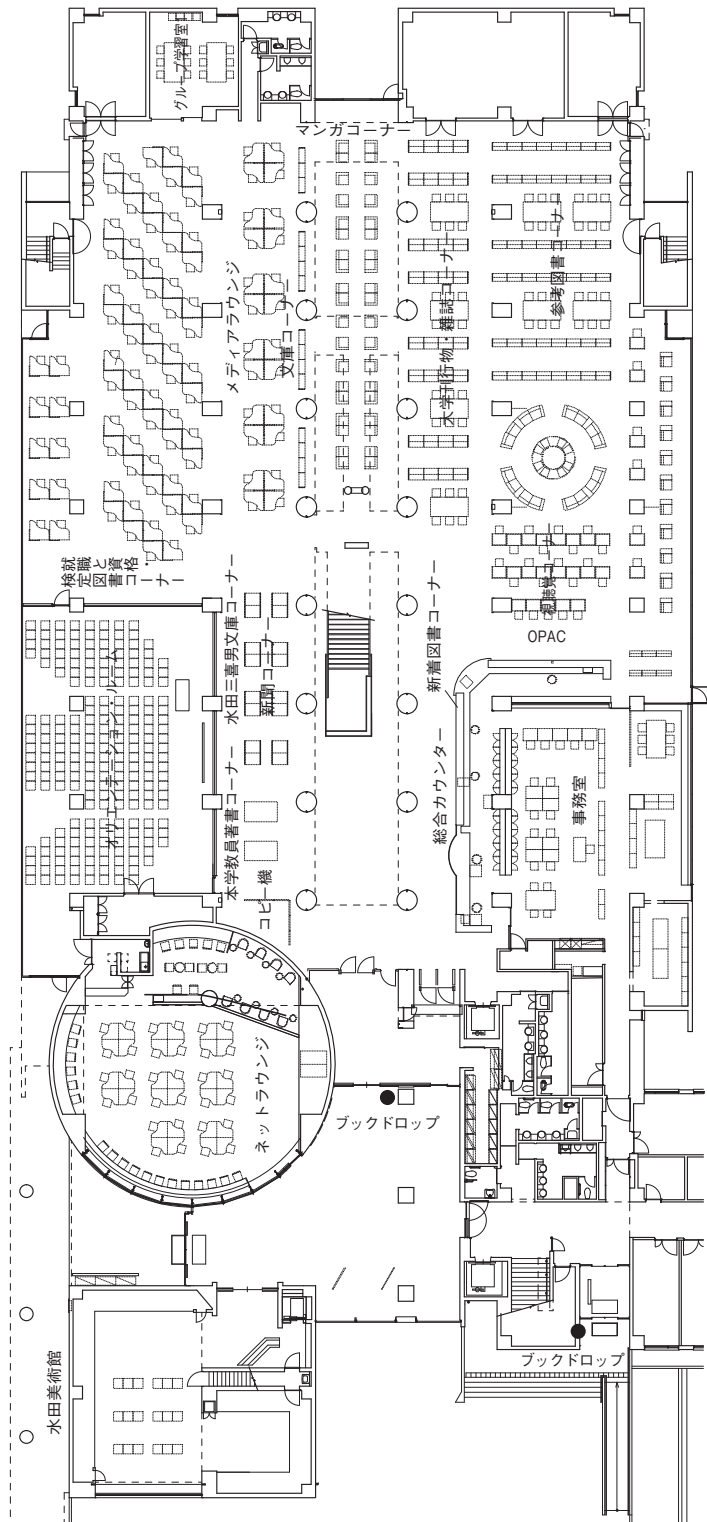 グループ学習室
マンガコーナー
メディアラウンジ
文庫コーナー
大学刊行物・雑誌コーナー
参考図書コーナー
就職と資格・
検定図書コーナー
視聴覚コーナー
OPAC
オリエンテーション・ルーム
水田三喜男文庫コーナー
新聞コーナー
新着図書コーナー
本学教員著書コーナー
コピー機
総合カウンター
事務室
ネットラウンジ
ブックドロップ
水田美術館
ブックドロップ